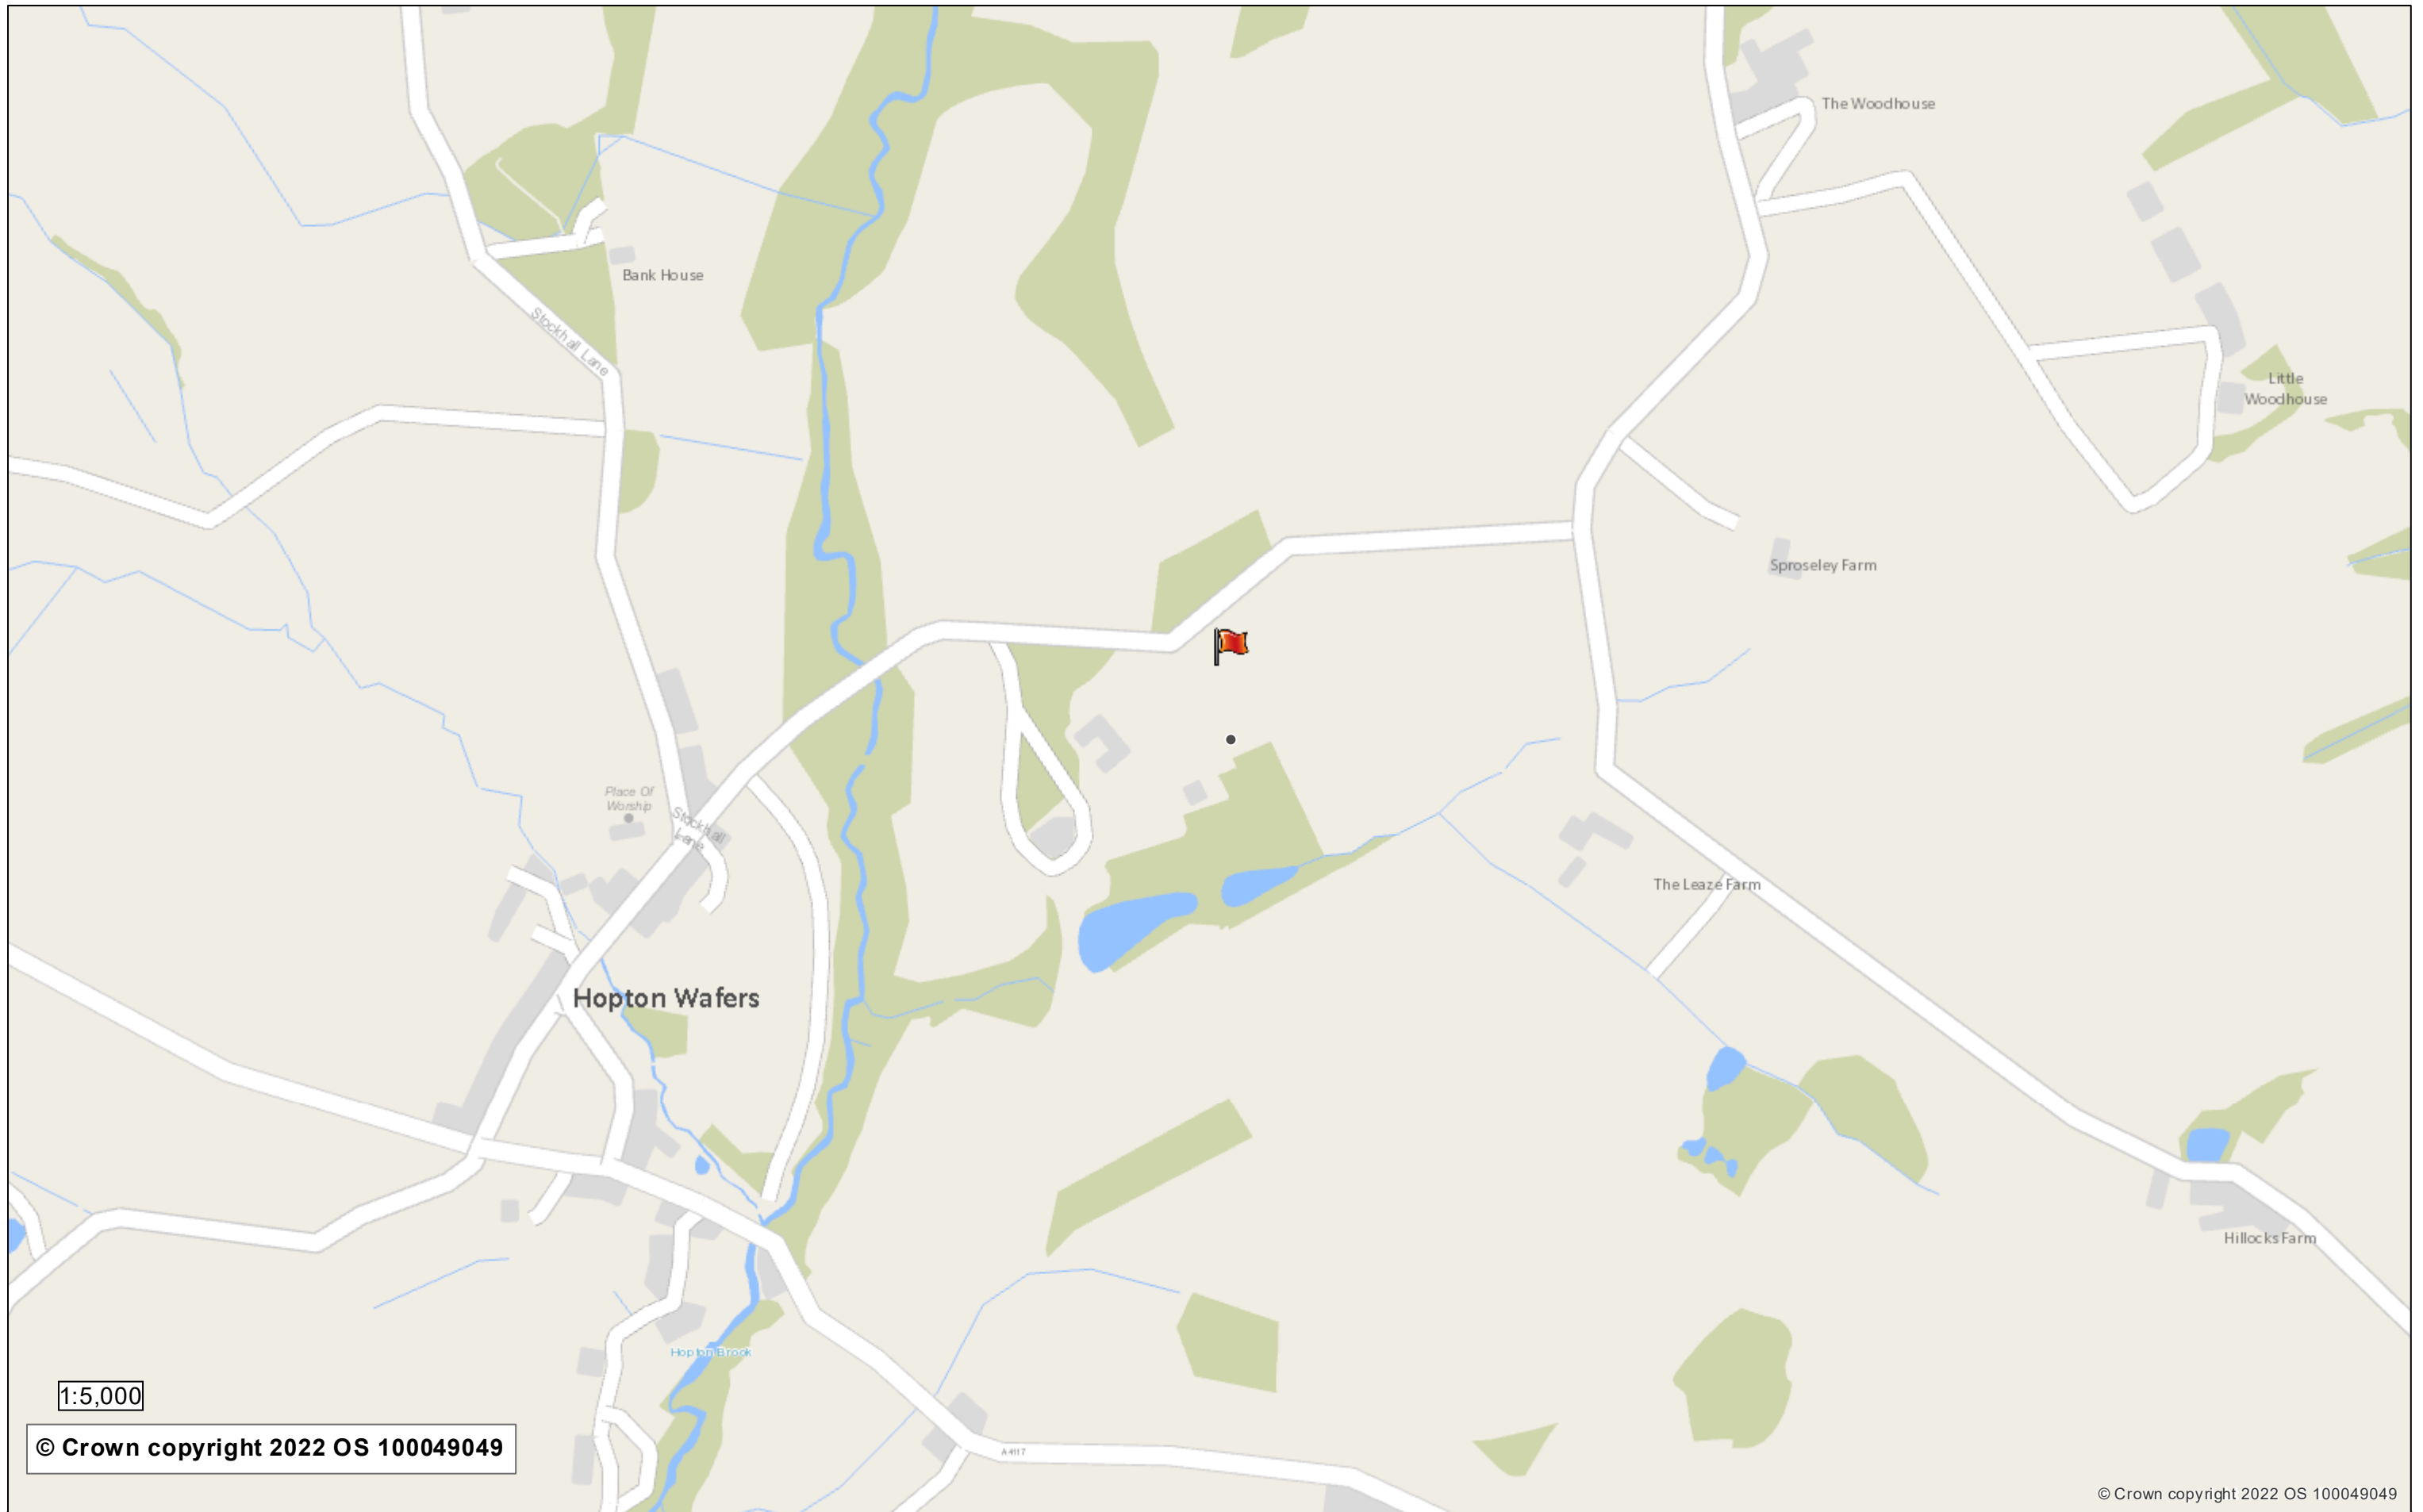 The Woodhouse
Bank House
Stockhall Lane
Little
Woodhouse
Sproseley Farm
Place Of
Worship
Stockhall
Lane
The Leaze Farm
Hopton Wafers
Hillocks Farm
Hopton Brook
1:5,000
© Crown copyright 2022 OS 100049049
A4117
© Crown copyright 2022 OS 100049049